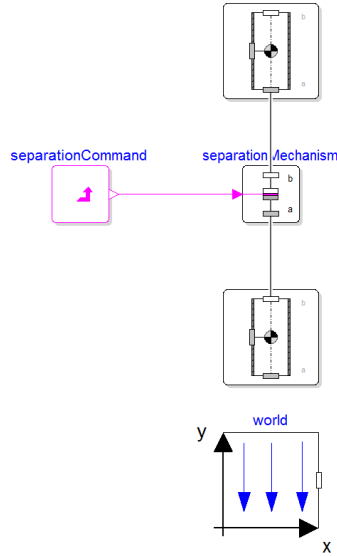 b
a
separationCommand
separationMechanism
b
a
b
a
world
y
x